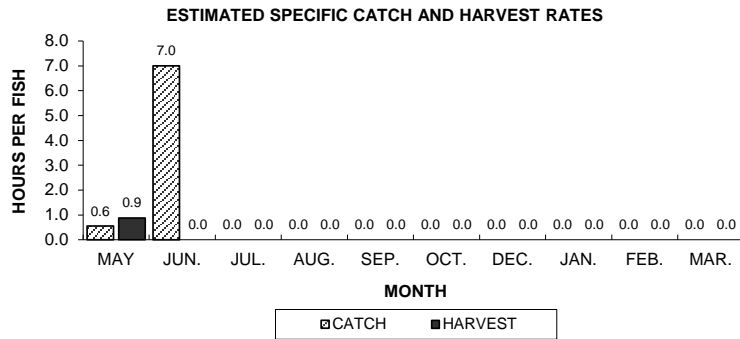 ESTIMATED SPECIFIC CATCH AND HARVEST RATES
HOURS PER FISH
8.0
7.0
6.0
5.0
4.0
3.0
2.0
1.0
0.0
0.6 0.9 7.0 0.0 0.0 0.0 0.0 0.0 0.0 0.0 0.0 0.0 0.0 0.0 0.0 0.0 0.0 0.0 0.0 0.0
MAY JUN. JUL. AUG. SEP. OCT. DEC. JAN. FEB. MAR.
MONTH
CATCH HARVEST